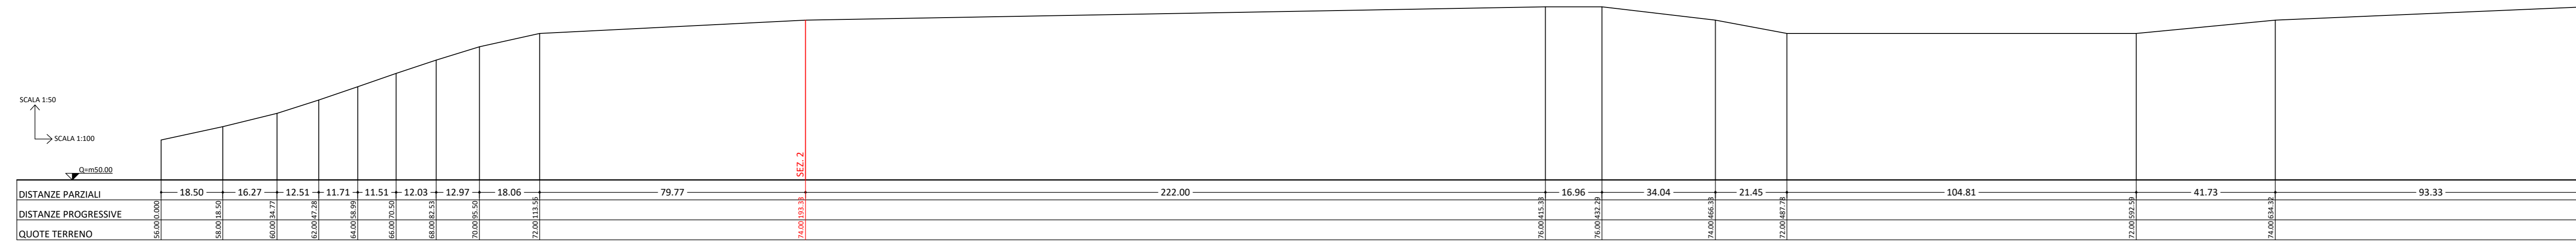 SCALA 1:50
SCALA 1:100
Q=m50.00
SEZ. 2
DISTANZE PARZIALI 18.50 16.27 12.51 11.71 11.51 12.03 12.97 18.06 79.77 222.00 16.96 34.04 21.45 104.81 41.73 93.33
DISTANZE PROGRESSIVE 0.000 18.50 34.77 47.28 58.99 70.50 82.53 95.50 113.56 193.33 415.33 432.29 466.33 487.78 592.59 634.32
QUOTE TERRENO 56.00 58.00 60.00 62.00 64.00 66.00 68.00 70.00 72.00 74.00 76.00 76.00 74.00 72.00 72.00 74.00